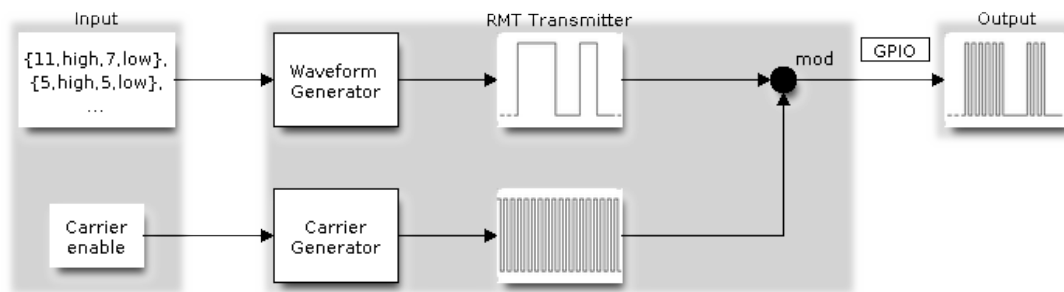 Input
RMT Transmitter
Output
{11,high,7,low},
{5,high,5,low},
...
Waveform
Generator
mod
GPIO
Carrier
enable
Carrier
Generator